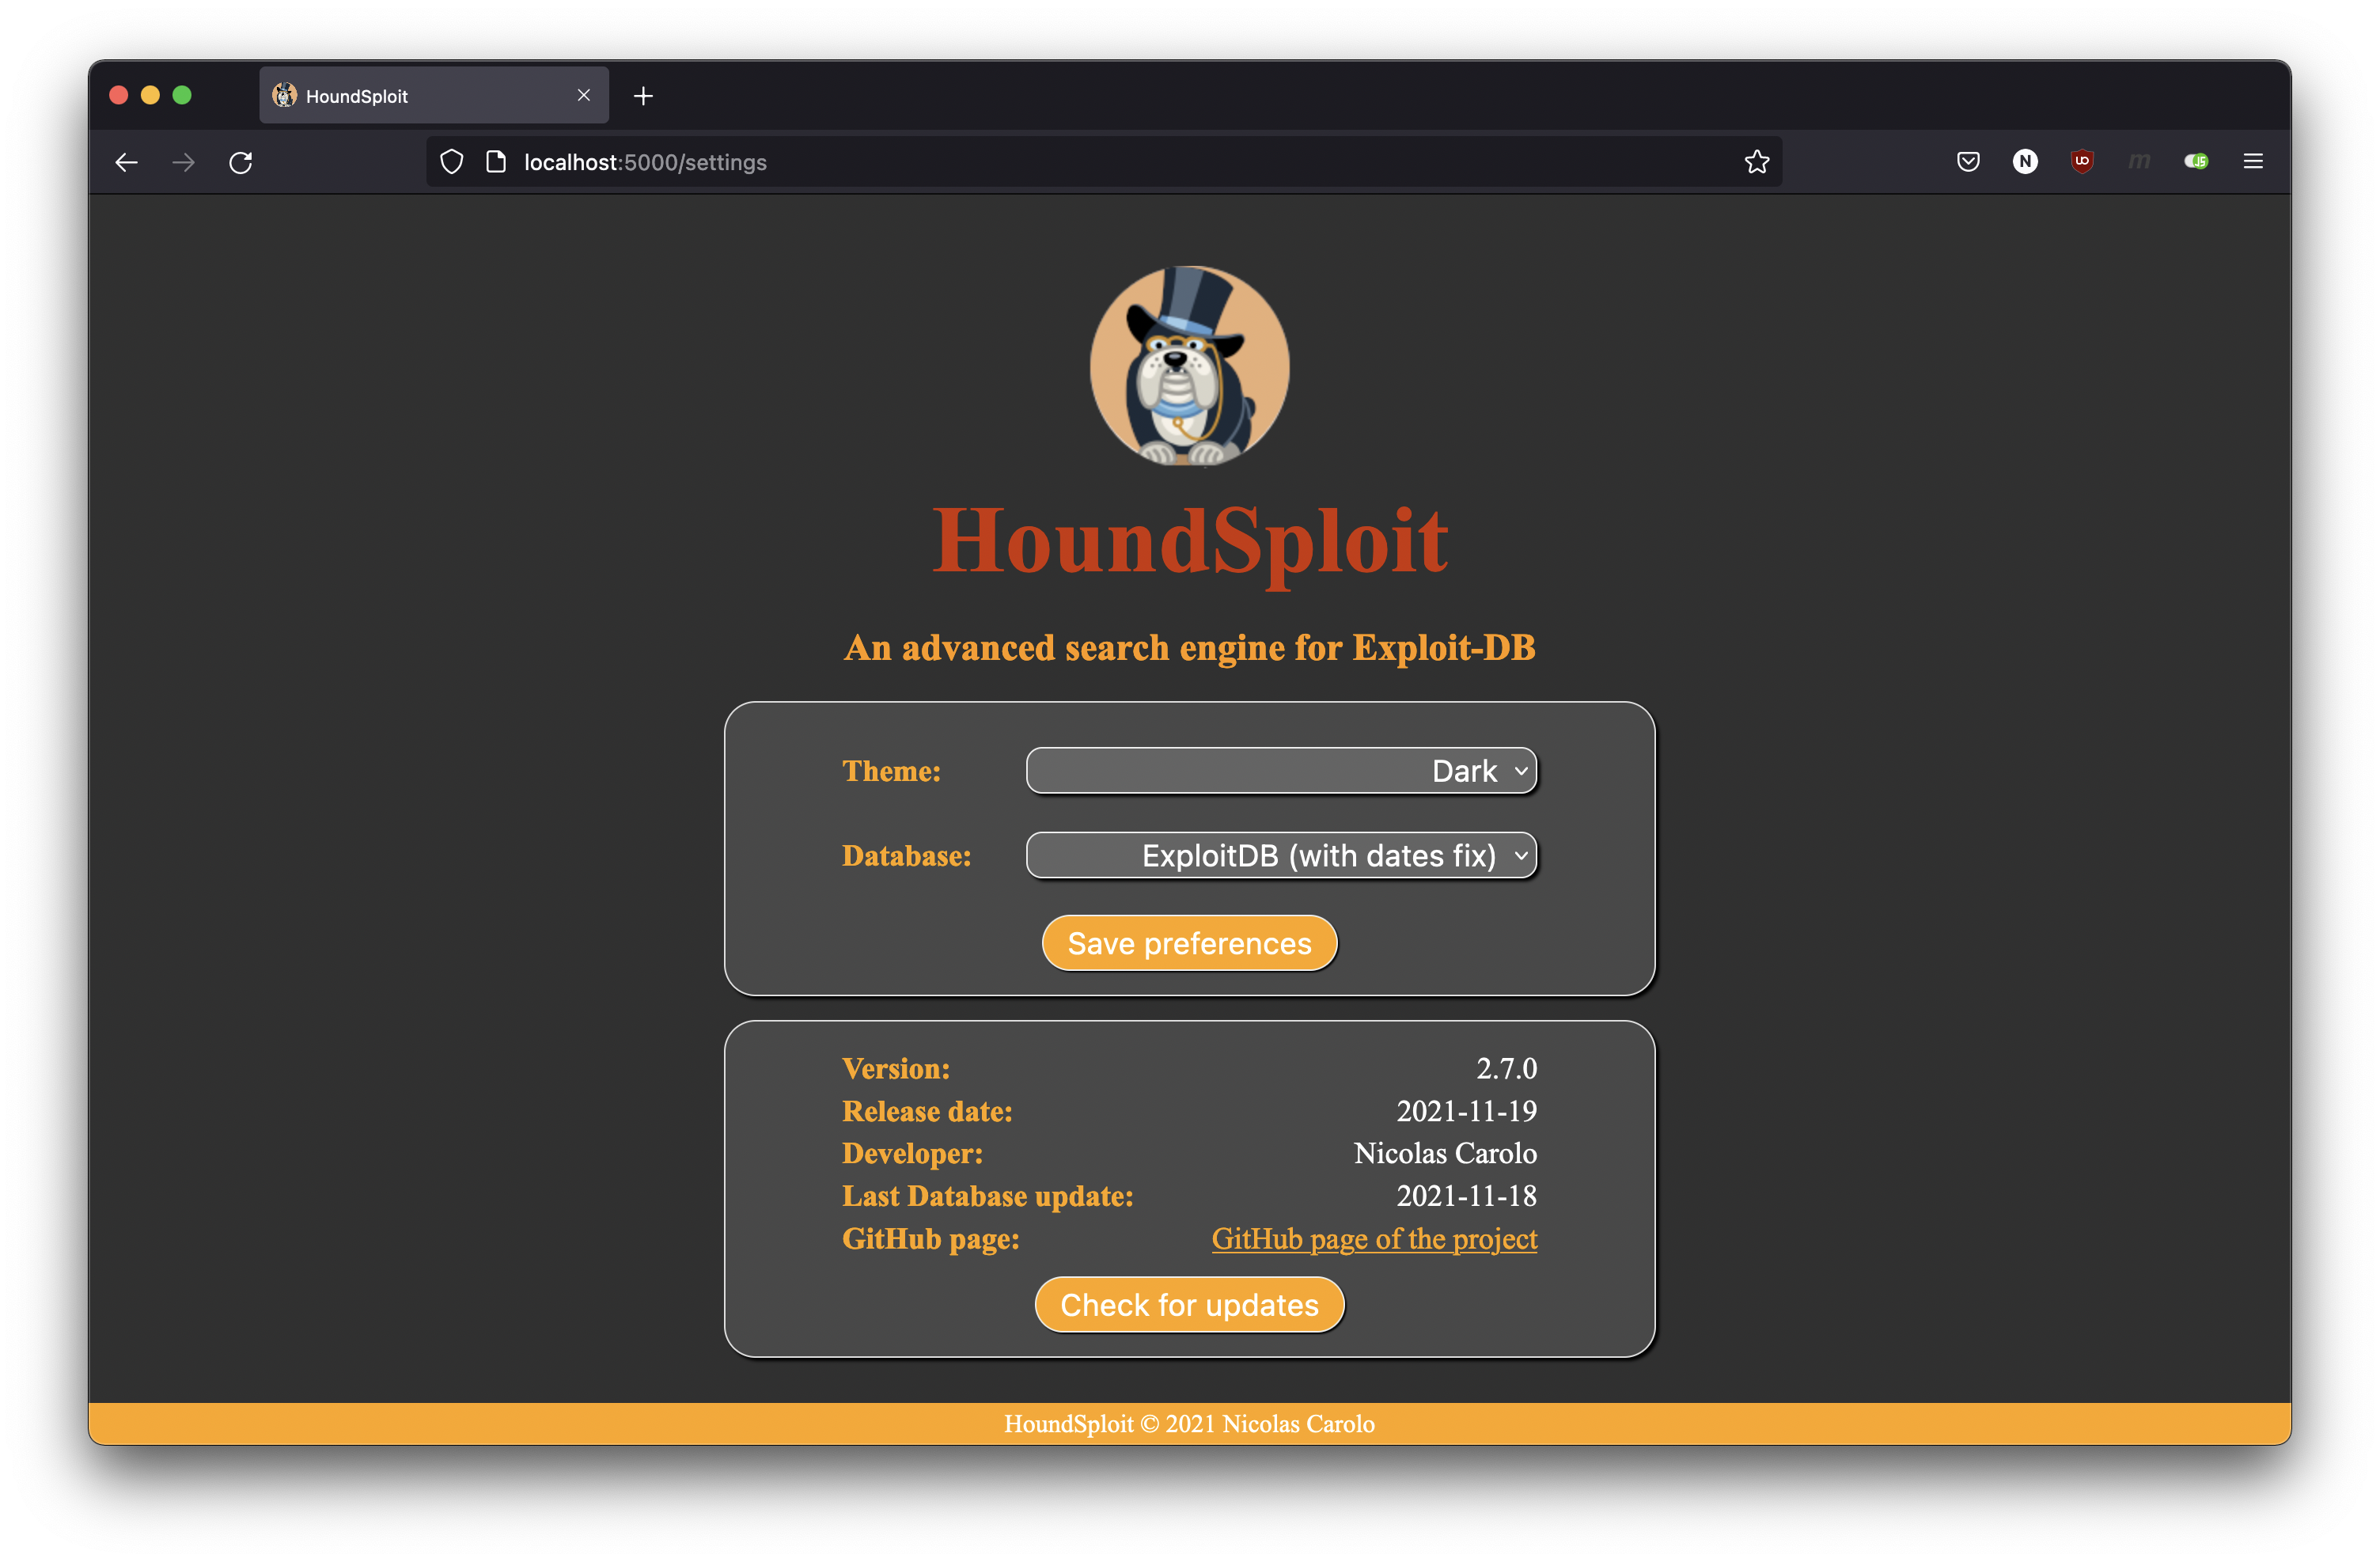 HoundSploit
localhost:5000/settings
N
UO
m
JS
HoundSploit
An advanced search engine for Exploit-DB
Theme: Dark
Database: ExploitDB (with dates fix)
Save preferences
Version: 2.7.0
Release date: 2021-11-19
Developer: Nicolas Carolo
Last Database update: 2021-11-18
GitHub page: GitHub page of the project
Check for updates
HoundSploit © 2021 Nicolas Carolo